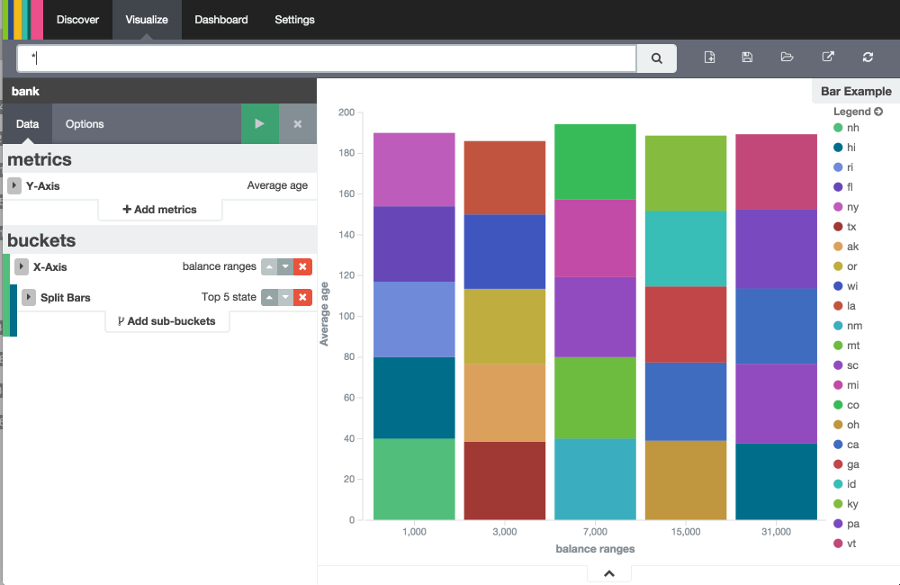 Discover
Visualize
Dashboard
Settings
*
bank
Bar Example
Data
Options
metrics
Y-Axis
Average age
Add metrics
buckets
X-Axis
balance ranges
Split Bars
Top 5 state
Add sub-buckets
Average age
200
180
160
140
120
100
80
60
40
20
0
1,000
3,000
7,000
15,000
31,000
balance ranges
Legend
nh
hi
ri
fl
ny
tx
ak
or
wi
la
nm
mt
sc
mi
co
oh
ca
ga
id
ky
pa
vt